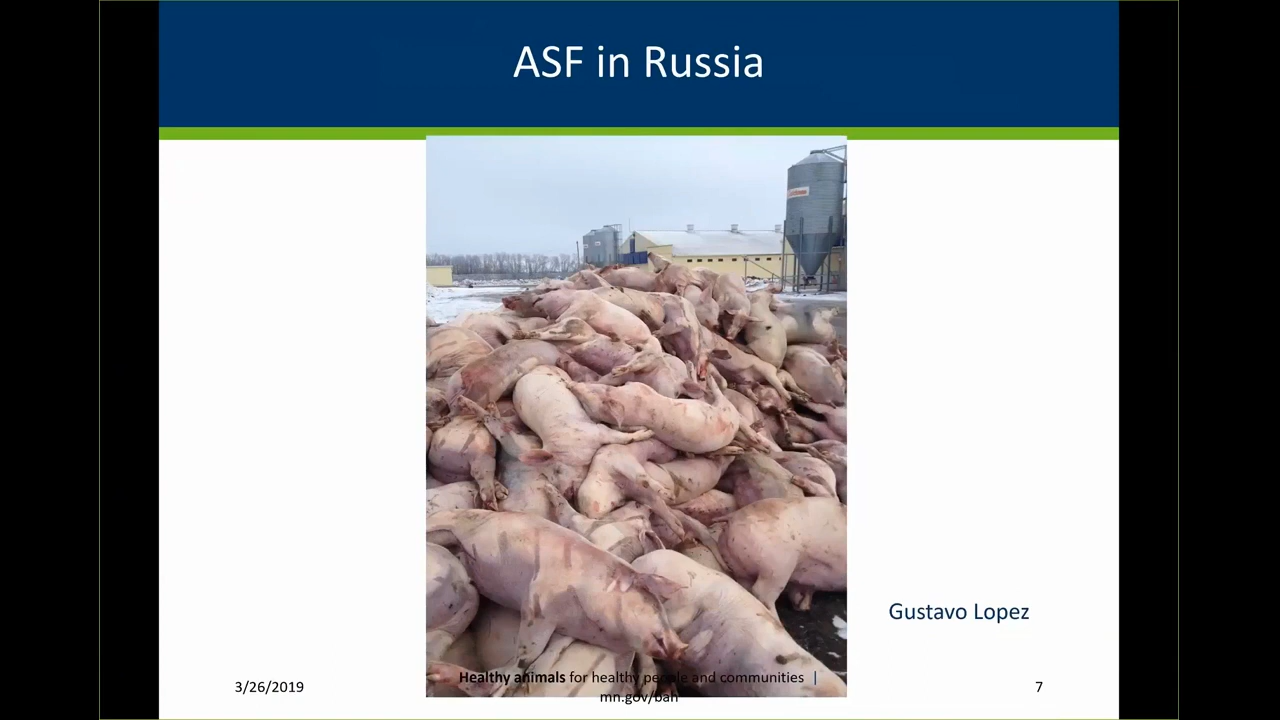 ASF in Russia
Gustavo Lopez
3/26/2019
Healthy animals for healthy people and communities |
mn.gov/bah
7